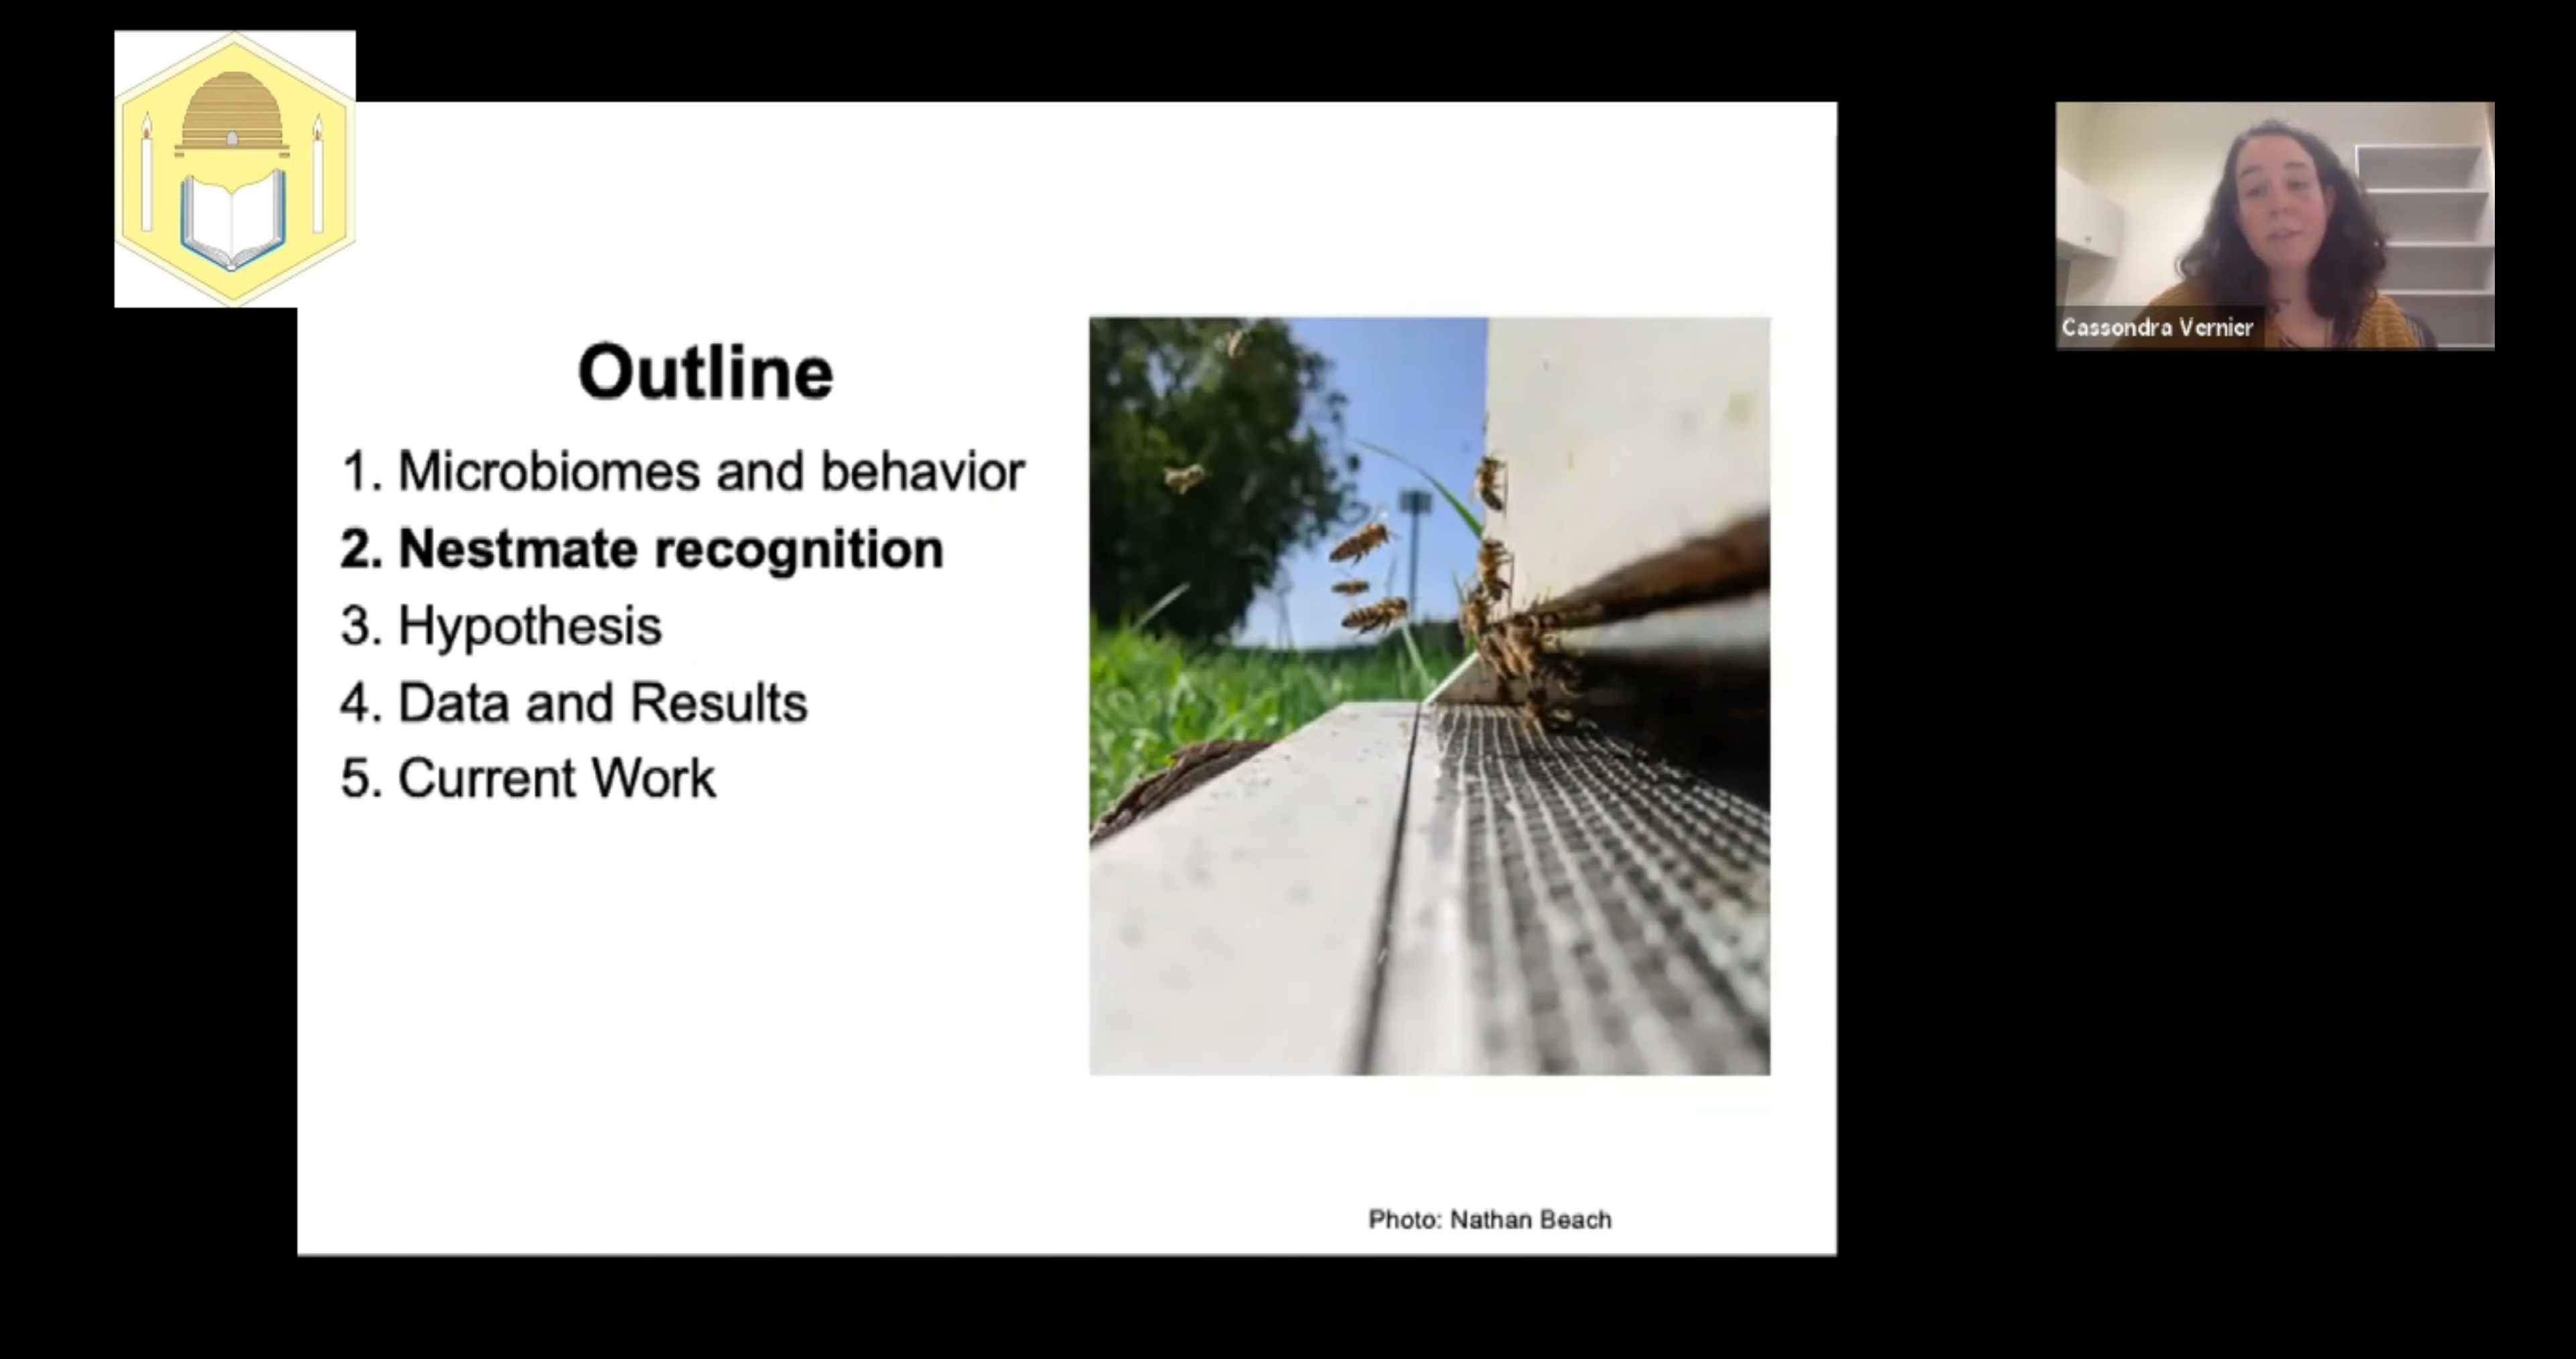 Outline
1. Microbiomes and behavior
2. Nestmate recognition
3. Hypothesis
4. Data and Results
5. Current Work
Photo: Nathan Beach
Cassondra Vernier